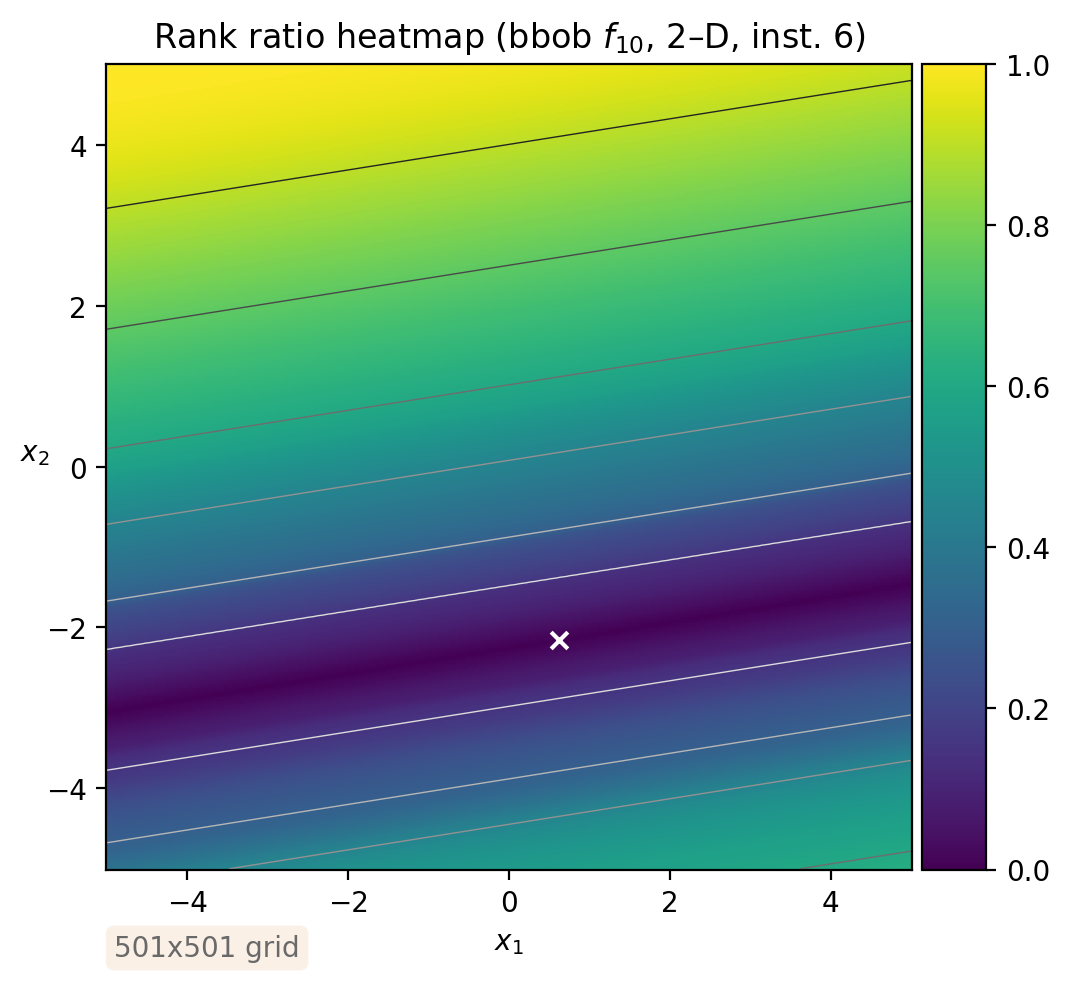 Rank ratio heatmap (bbob f₁₀, 2–D, inst. 6)
1.0
0.8
0.6
0.4
0.2
0.0
4
2
0
−2
−4
x₂
−4 −2 0 2 4
x₁
501x501 grid